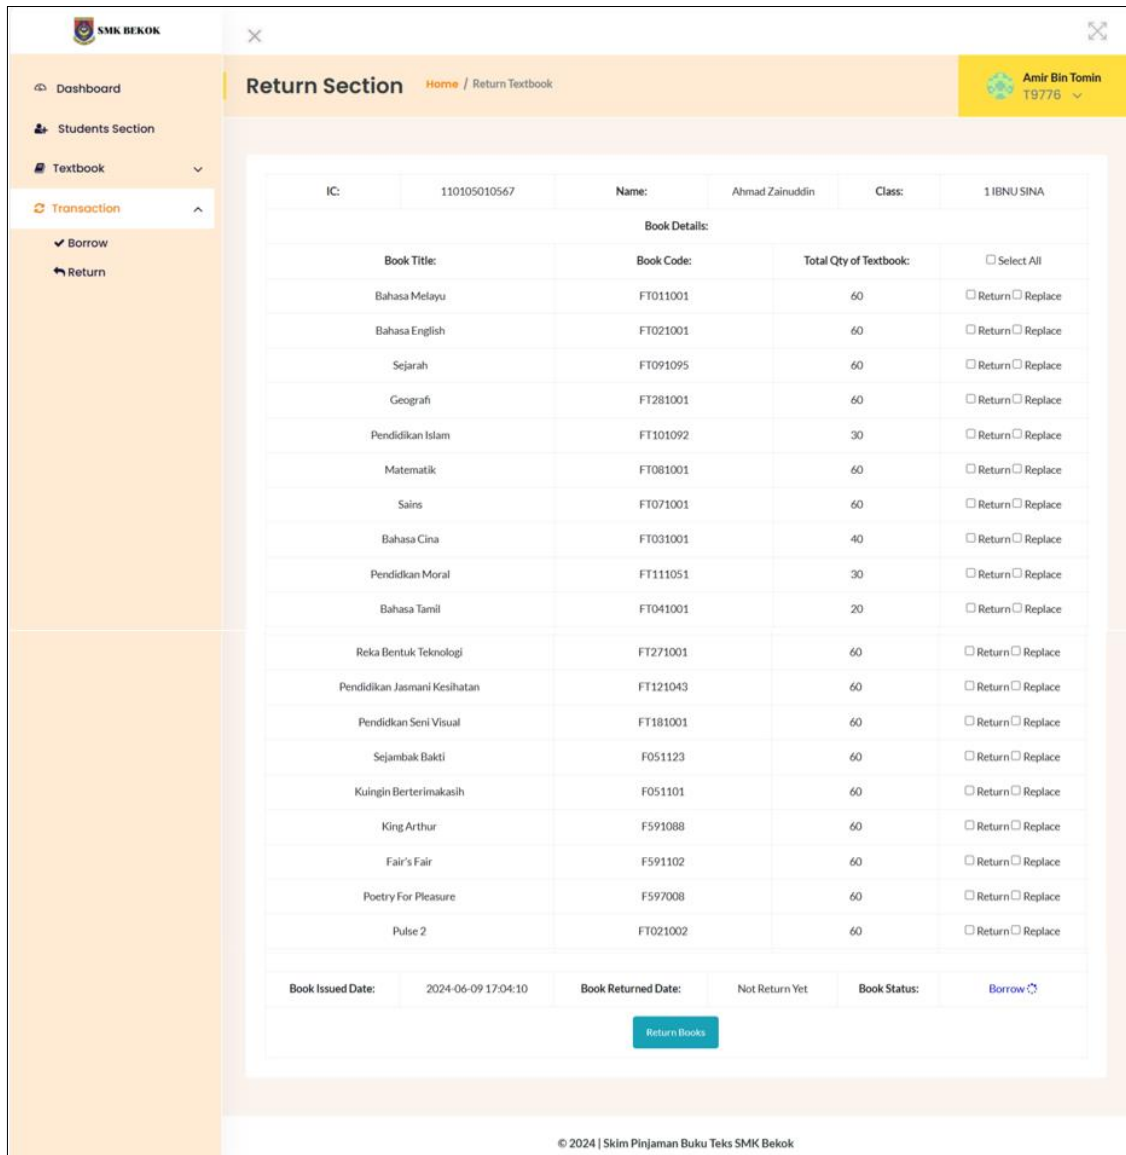 SMK BEKOK
Dashboard
Students Section
Textbook
Transaction
Borrow
Return
Return Section Home / Return Textbook
Amir Bin Tomin
T9776
IC: 110105010567 Name: Ahmad Zainuddin Class: 1 IBNU SINA
Book Details:
Book Title: Book Code: Total Qty of Textbook: Select All
Bahasa Melayu FT011001 60 Return Replace
Bahasa English FT021001 60 Return Replace
Sejarah FT091095 60 Return Replace
Geografi FT281001 60 Return Replace
Pendidikan Islam FT101092 30 Return Replace
Matematik FT081001 60 Return Replace
Sains FT071001 60 Return Replace
Bahasa Cina FT031001 40 Return Replace
Pendidkan Moral FT111051 30 Return Replace
Bahasa Tamil FT041001 20 Return Replace
Reka Bentuk Teknologi FT271001 60 Return Replace
Pendidikan Jasmani Kesihatan FT121043 60 Return Replace
Pendidkan Seni Visual FT181001 60 Return Replace
Sejambak Bakti F051123 60 Return Replace
Kuingin Berterimakasih F051101 60 Return Replace
King Arthur F591088 60 Return Replace
Fair's Fair F591102 60 Return Replace
Poetry For Pleasure F597008 60 Return Replace
Pulse 2 FT021002 60 Return Replace
Book Issued Date: 2024-06-09 17:04:10 Book Returned Date: Not Return Yet Book Status: Borrow
Return Books
© 2024 | Skim Pinjaman Buku Teks SMK Bekok